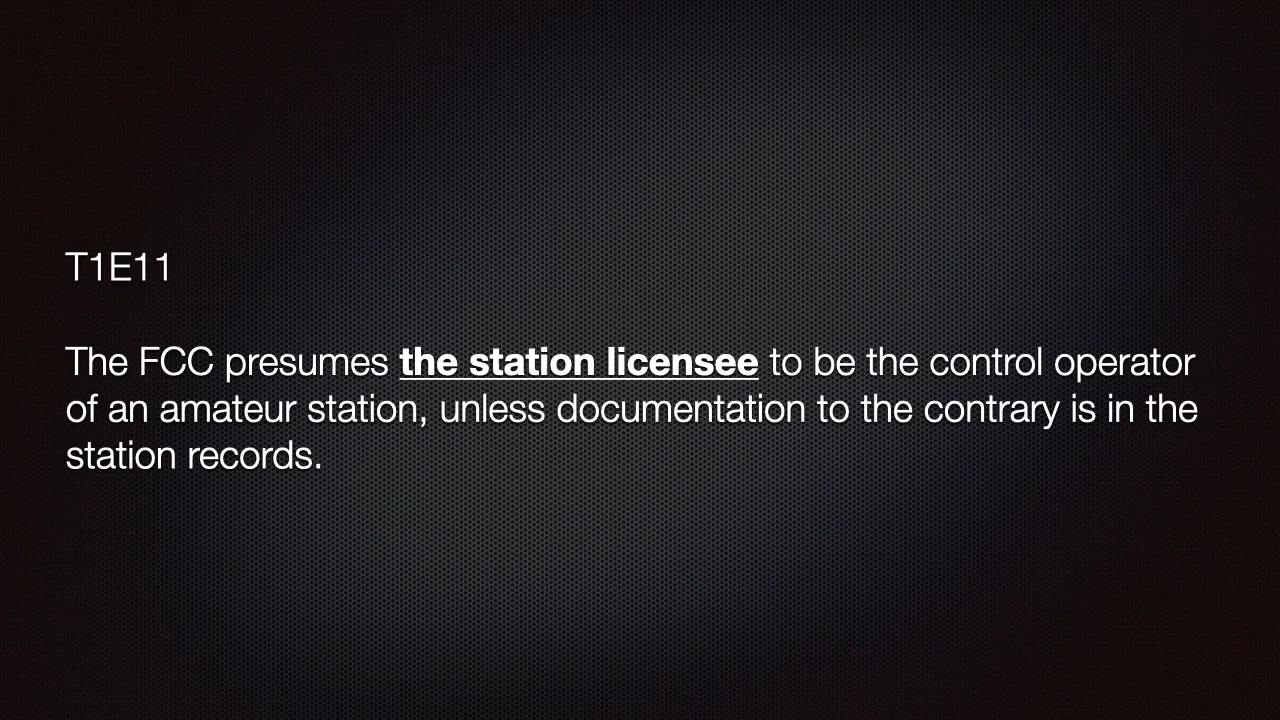 T1E11
The FCC presumes the station licensee to be the control operator
of an amateur station, unless documentation to the contrary is in the
station records.